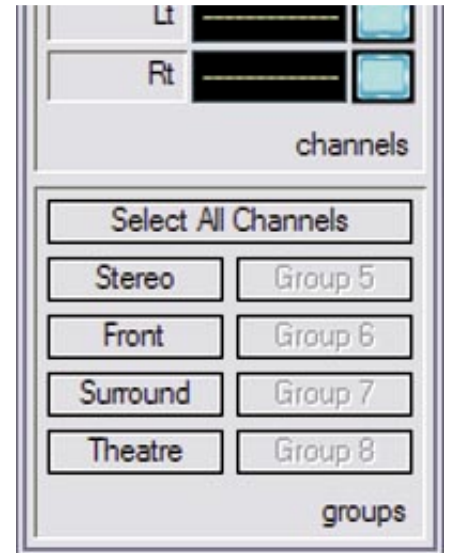 Lt
Rt
channels
Select All Channels
Stereo Group 5
Front Group 6
Surround Group 7
Theatre Group 8
groups